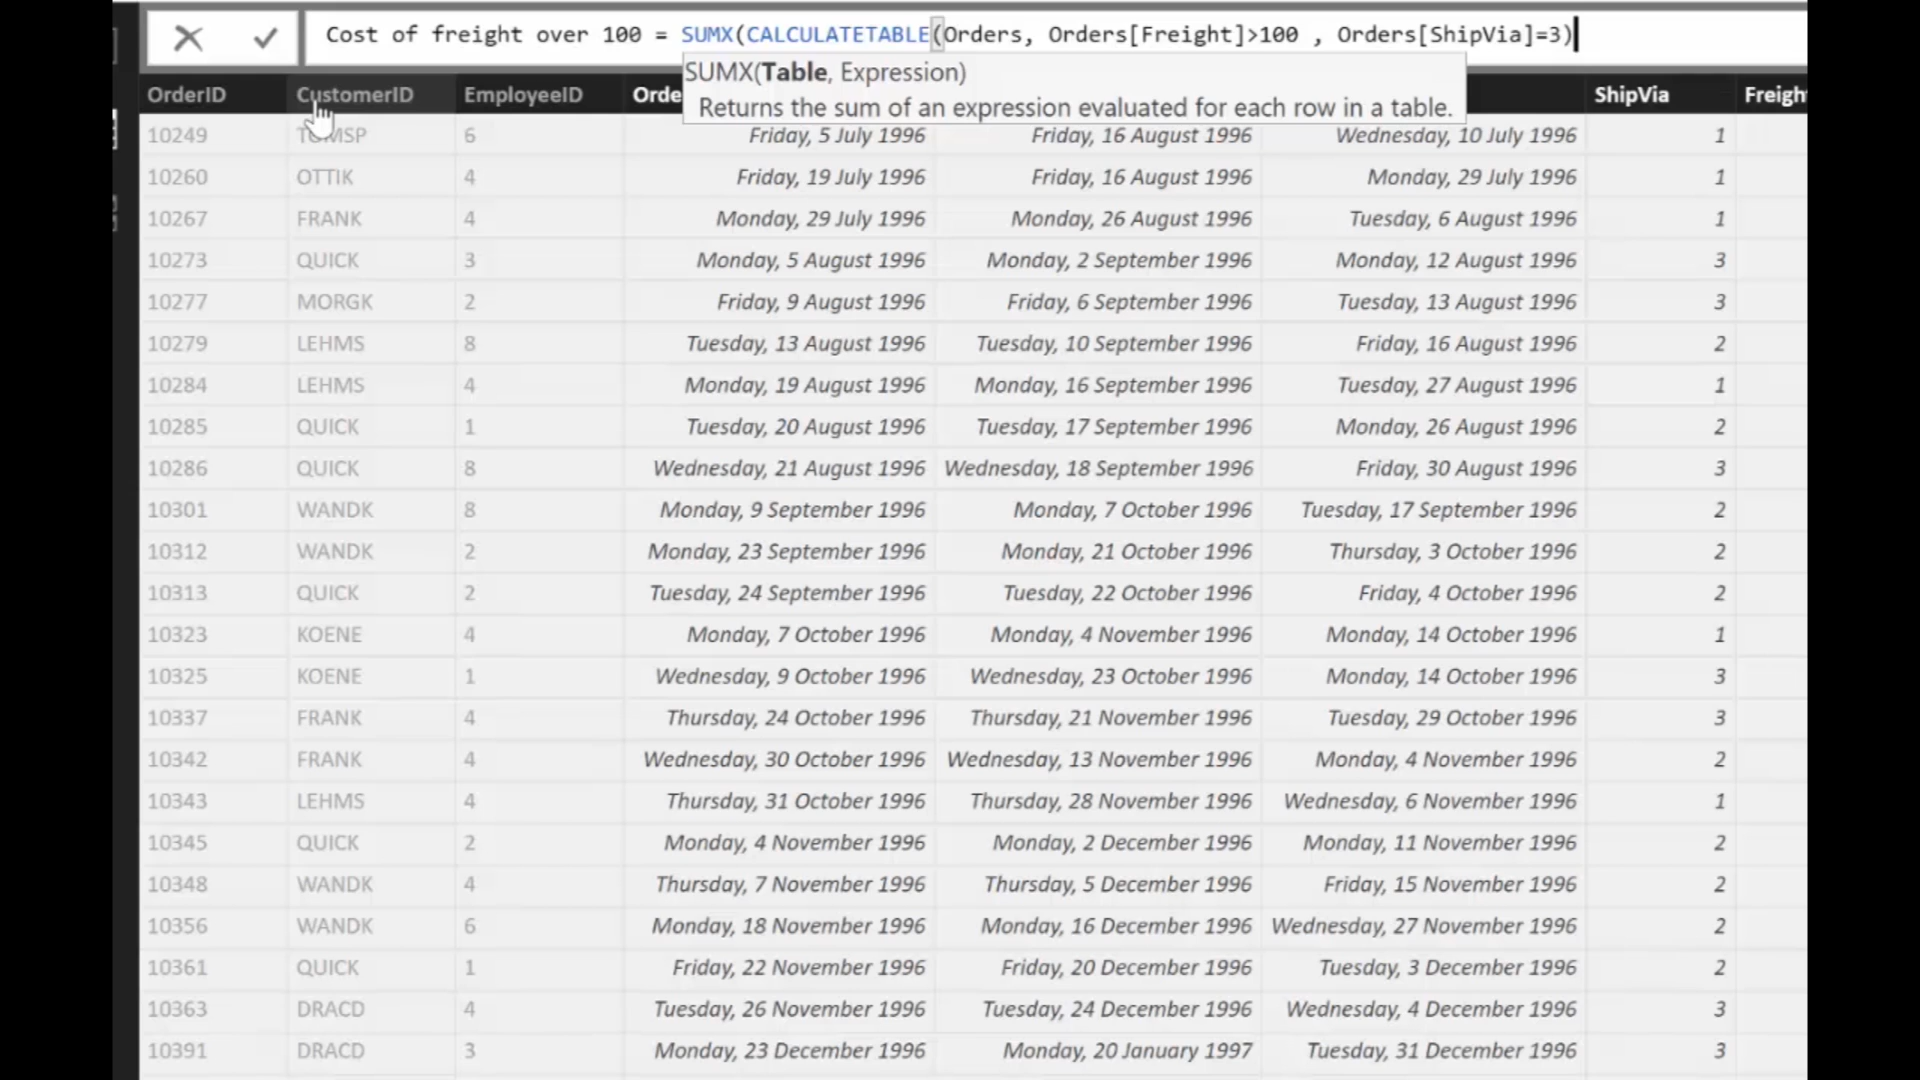 Cost of freight over 100 = SUMX(CALCULATETABLE(Orders, Orders[Freight]>100 , Orders[ShipVia]=3)
SUMX(Table, Expression)
Returns the sum of an expression evaluated for each row in a table.
OrderID CustomerID EmployeeID Orde ShipVia Freigh
10249 TOMSP 6 Friday, 5 July 1996 Friday, 16 August 1996 Wednesday, 10 July 1996 1
10260 OTTIK 4 Friday, 19 July 1996 Friday, 16 August 1996 Monday, 29 July 1996 1
10267 FRANK 4 Monday, 29 July 1996 Monday, 26 August 1996 Tuesday, 6 August 1996 1
10273 QUICK 3 Monday, 5 August 1996 Monday, 2 September 1996 Monday, 12 August 1996 3
10277 MORGK 2 Friday, 9 August 1996 Friday, 6 September 1996 Tuesday, 13 August 1996 3
10279 LEHMS 8 Tuesday, 13 August 1996 Tuesday, 10 September 1996 Friday, 16 August 1996 2
10284 LEHMS 4 Monday, 19 August 1996 Monday, 16 September 1996 Tuesday, 27 August 1996 1
10285 QUICK 1 Tuesday, 20 August 1996 Tuesday, 17 September 1996 Monday, 26 August 1996 2
10286 QUICK 8 Wednesday, 21 August 1996 Wednesday, 18 September 1996 Friday, 30 August 1996 3
10301 WANDK 8 Monday, 9 September 1996 Monday, 7 October 1996 Tuesday, 17 September 1996 2
10312 WANDK 2 Monday, 23 September 1996 Monday, 21 October 1996 Thursday, 3 October 1996 2
10313 QUICK 2 Tuesday, 24 September 1996 Tuesday, 22 October 1996 Friday, 4 October 1996 2
10323 KOENE 4 Monday, 7 October 1996 Monday, 4 November 1996 Monday, 14 October 1996 1
10325 KOENE 1 Wednesday, 9 October 1996 Wednesday, 23 October 1996 Monday, 14 October 1996 3
10337 FRANK 4 Thursday, 24 October 1996 Thursday, 21 November 1996 Tuesday, 29 October 1996 3
10342 FRANK 4 Wednesday, 30 October 1996 Wednesday, 13 November 1996 Monday, 4 November 1996 2
10343 LEHMS 4 Thursday, 31 October 1996 Thursday, 28 November 1996 Wednesday, 6 November 1996 1
10345 QUICK 2 Monday, 4 November 1996 Monday, 2 December 1996 Monday, 11 November 1996 2
10348 WANDK 4 Thursday, 7 November 1996 Thursday, 5 December 1996 Friday, 15 November 1996 2
10356 WANDK 6 Monday, 18 November 1996 Monday, 16 December 1996 Wednesday, 27 November 1996 2
10361 QUICK 1 Friday, 22 November 1996 Friday, 20 December 1996 Tuesday, 3 December 1996 2
10363 DRACD 4 Tuesday, 26 November 1996 Tuesday, 24 December 1996 Wednesday, 4 December 1996 3
10391 DRACD 3 Monday, 23 December 1996 Monday, 20 January 1997 Tuesday, 31 December 1996 3